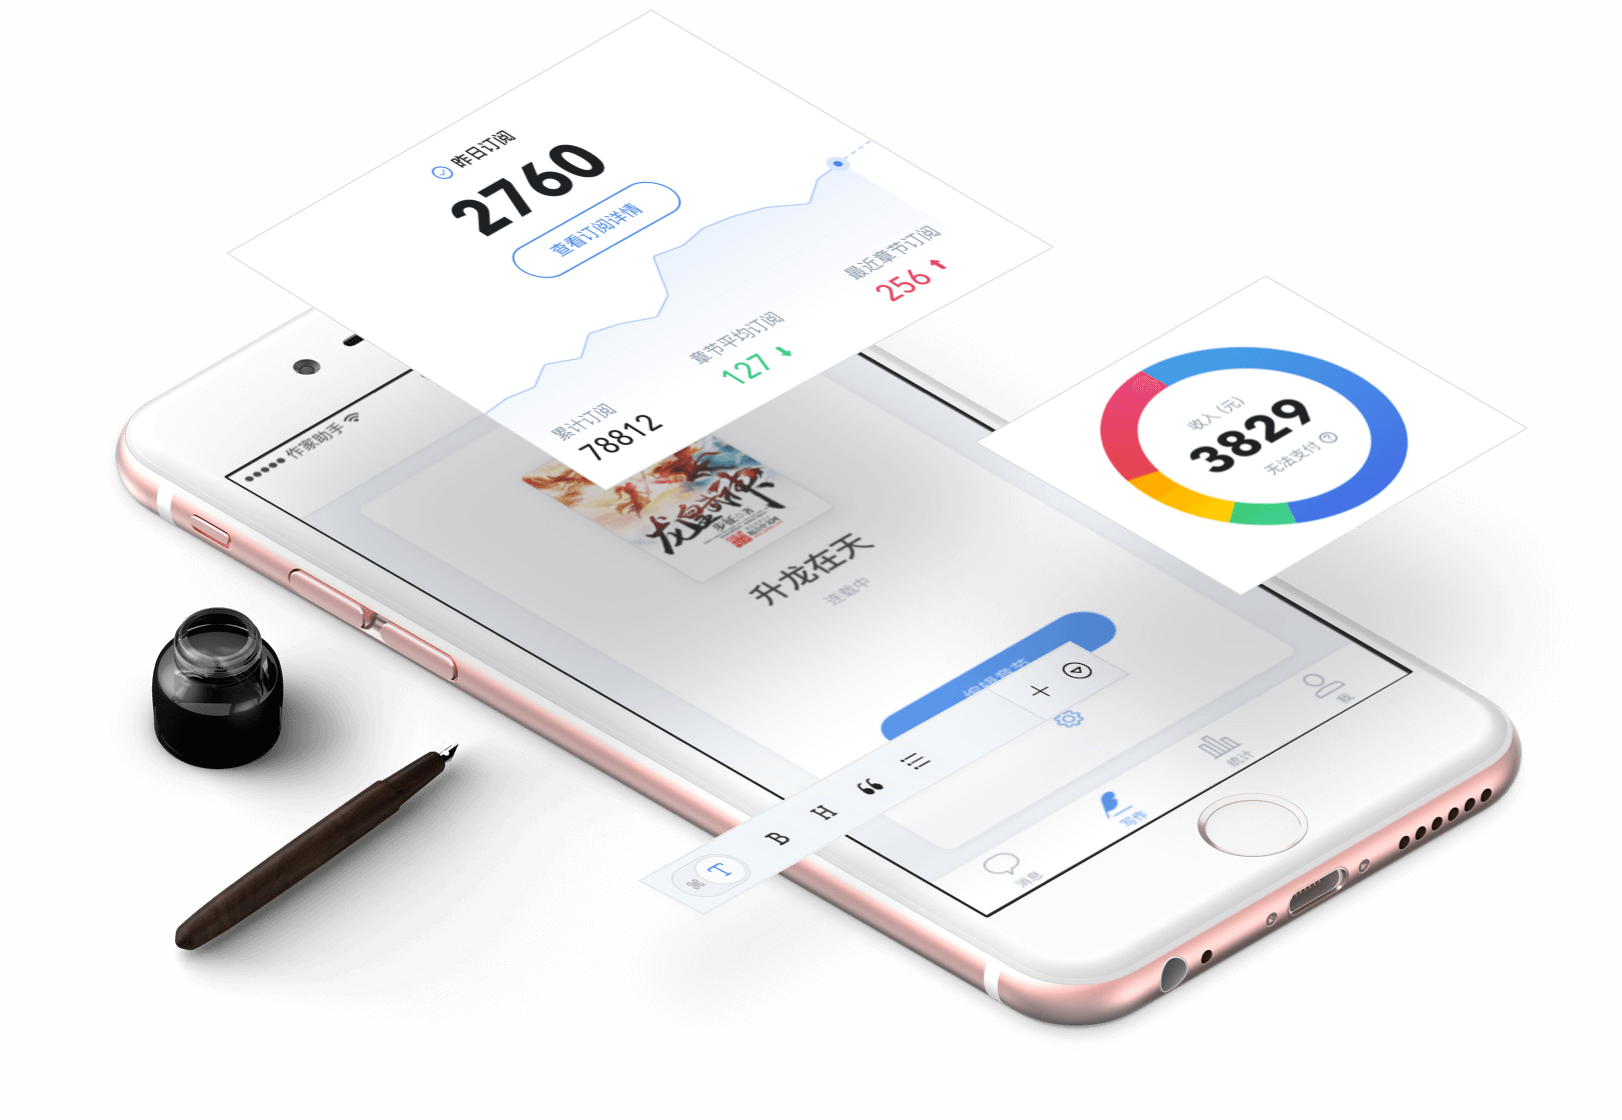 昨日订阅
2760
查看订阅详情
最近章节订阅
256
章节平均订阅
127
累计订阅
78812
收入 (元)
3829
无法支付
作家助手
龙皇武神
步征 著
升龙在天
连载中
编辑章节
T
B
H
“
消息
写作
统计
我